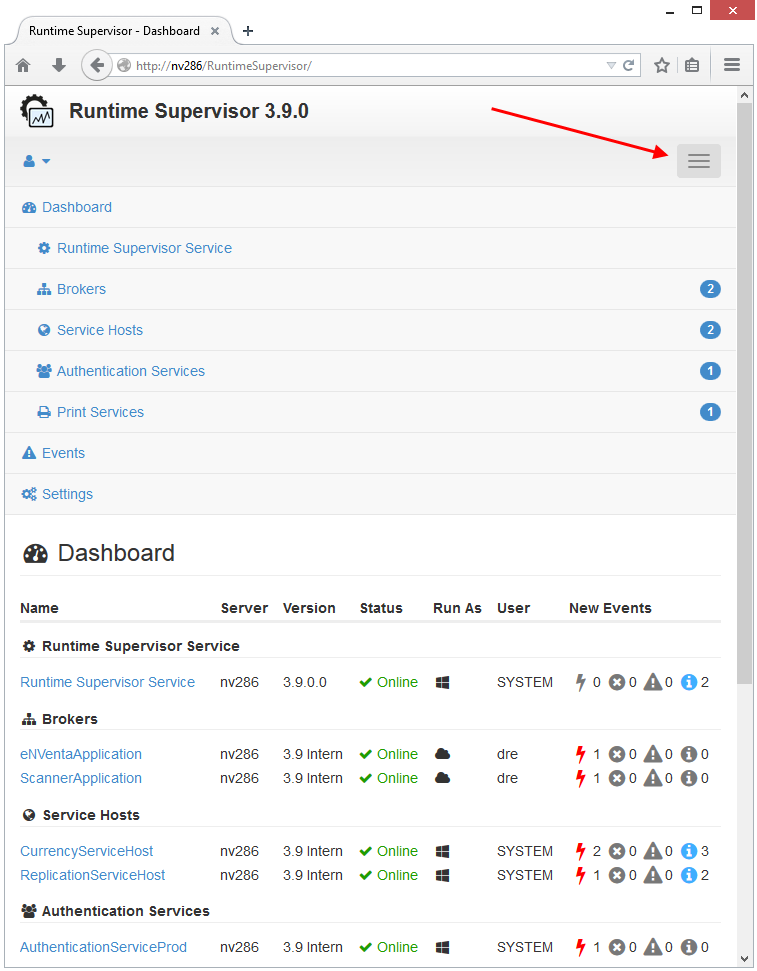 Runtime Supervisor - Dashboard
http://nv286/RuntimeSupervisor/
Runtime Supervisor 3.9.0
Dashboard
Runtime Supervisor Service
Brokers 2
Service Hosts 2
Authentication Services 1
Print Services 1
Events
Settings
Dashboard
Name Server Version Status Run As User New Events
Runtime Supervisor Service
Runtime Supervisor Service nv286 3.9.0.0 Online SYSTEM 0 0 0 2
Brokers
eNVentaApplication nv286 3.9 Intern Online dre 1 0 0 0
ScannerApplication nv286 3.9 Intern Online dre 1 0 0 0
Service Hosts
CurrencyServiceHost nv286 3.9 Intern Online SYSTEM 2 0 0 3
ReplicationServiceHost nv286 3.9 Intern Online SYSTEM 1 0 0 2
Authentication Services
AuthenticationServiceProd nv286 3.9 Intern Online SYSTEM 1 0 0 0